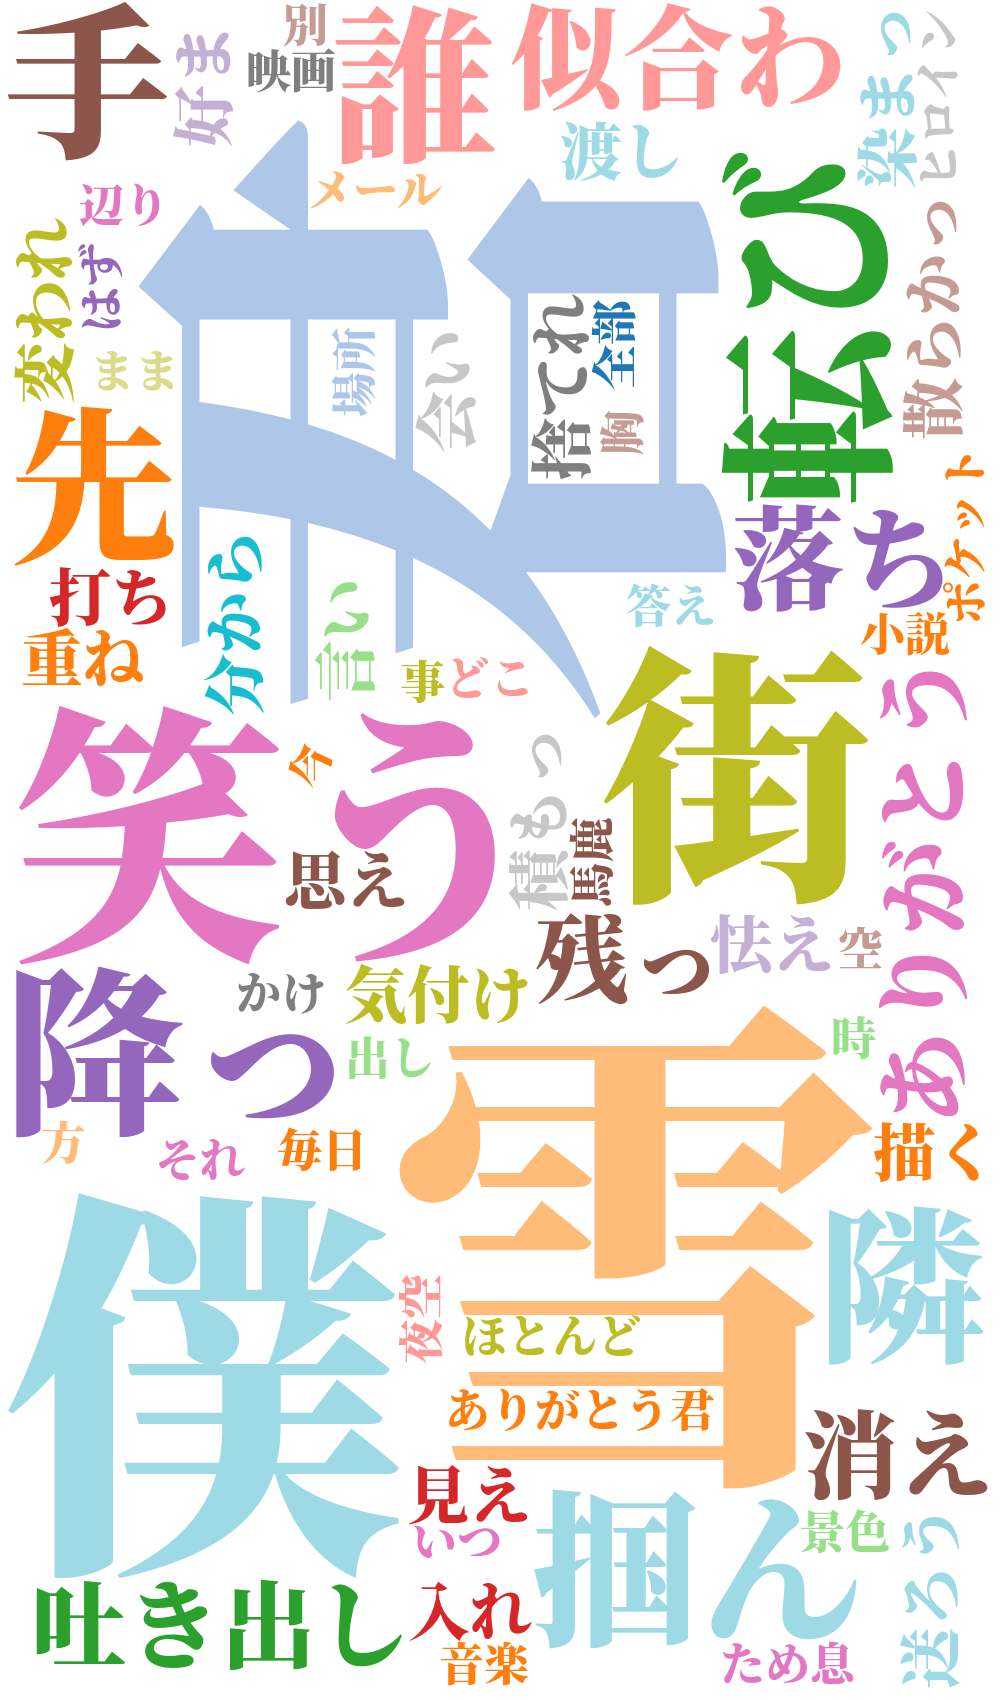 手
好ま
別
映画
誰
似合わ
渡し
染まっ
ヒロイン
メール
辺り
はず
変われ
まま
君
転び
散らかっ
場所
会い
捨てれ
全部
胸
先
打ち
重ね
分から
言い
落ち
ポケット
小説
答え
事
どこ
笑う
今
思え
街
積もっ
馬鹿
ありがとう
残っ
怯え
空
降っ
かけ
気付け
出し
時
方
それ
毎日
雪
描く
僕
夜空
ほとんど
ありがとう君
隣
消え
見え
いつ
掴ん
景色
送ろう
吐き出し
入れ
音楽
ため息